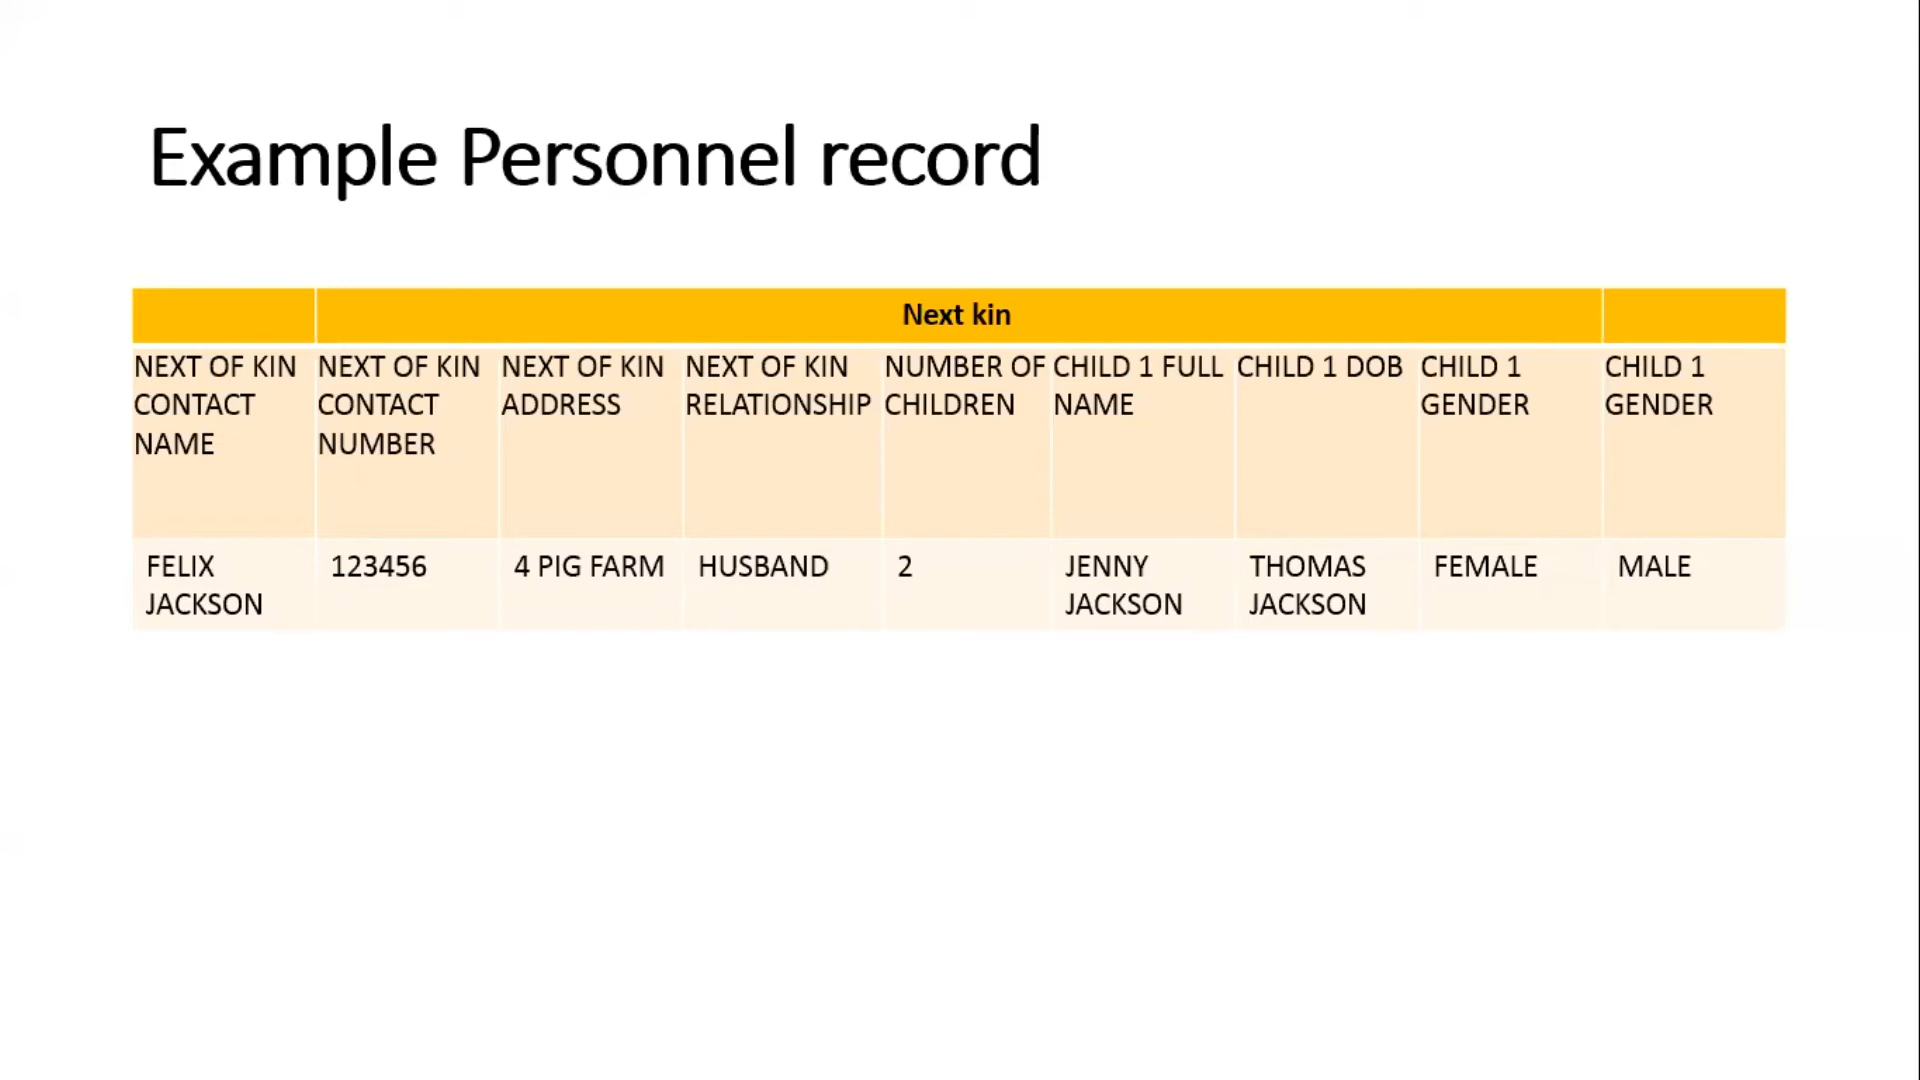 Example Personnel record
Next kin
NEXT OF KIN CONTACT NAME
NEXT OF KIN CONTACT NUMBER
NEXT OF KIN ADDRESS
NEXT OF KIN RELATIONSHIP
NUMBER OF CHILDREN
CHILD 1 FULL NAME
CHILD 1 DOB
CHILD 1 GENDER
CHILD 1 GENDER
FELIX JACKSON
123456
4 PIG FARM
HUSBAND
2
JENNY JACKSON
THOMAS JACKSON
FEMALE
MALE